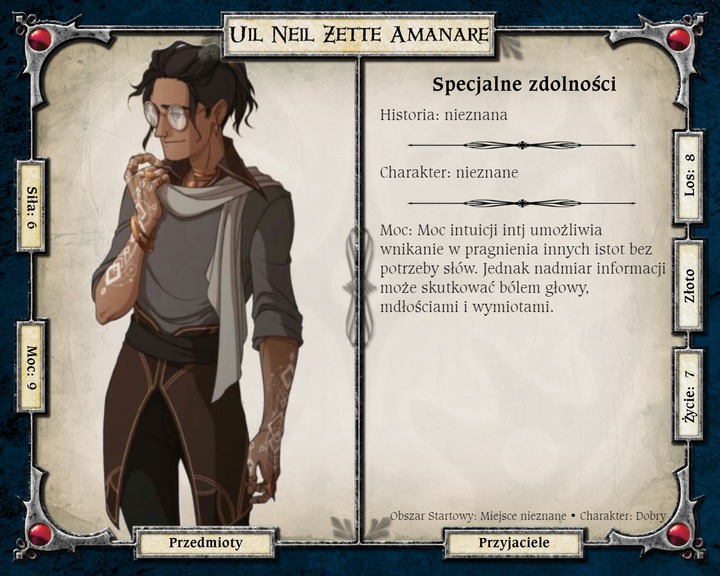 Uil Neil Zette Amanare
Specjalne zdolności
Historia: nieznana
Charakter: nieznane
Moc: Moc intuicji intj umożliwia
wnikanie w pragnienia innych istot bez
potrzeby słów. Jednak nadmiar informacji
może skutkować bólem głowy,
mdłościami i wymiotami.
Obszar Startowy: Miejsce nieznane • Charakter: Dobry
Siła: 6
Moc: 9
Los: 8
Złoto
Życie: 7
Przedmioty
Przyjaciele